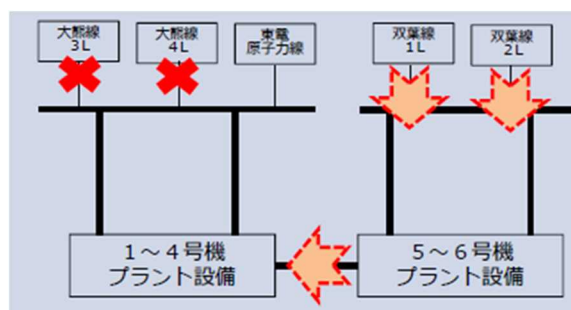 大熊線
3L
大熊線
4L
東電
原子力線
双葉線
1L
双葉線
2L
1～4号機
プラント設備
5～6号機
プラント設備